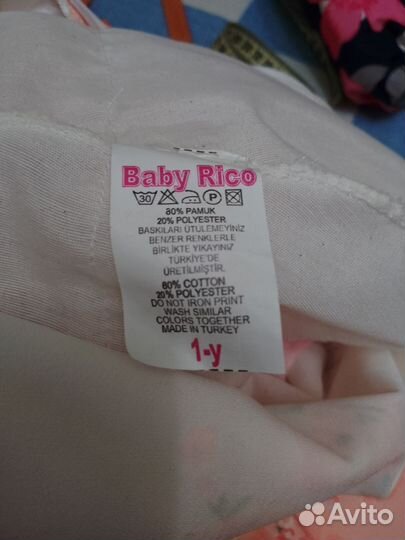 Baby Rico
30 P
80% PAMUK
20% POLYESTER
BASKILARI ÜTÜLEMEYİNİZ
BENZER RENKLERLE
BİRLİKTE YIKAYINIZ
TÜRKİYE'DE
ÜRETİLMİŞTİR.
80% COTTON
20% POLYESTER
DO NOT IRON PRINT
WASH SIMILAR
COLORS TOGETHER
MADE IN TURKEY
1-y
Avito